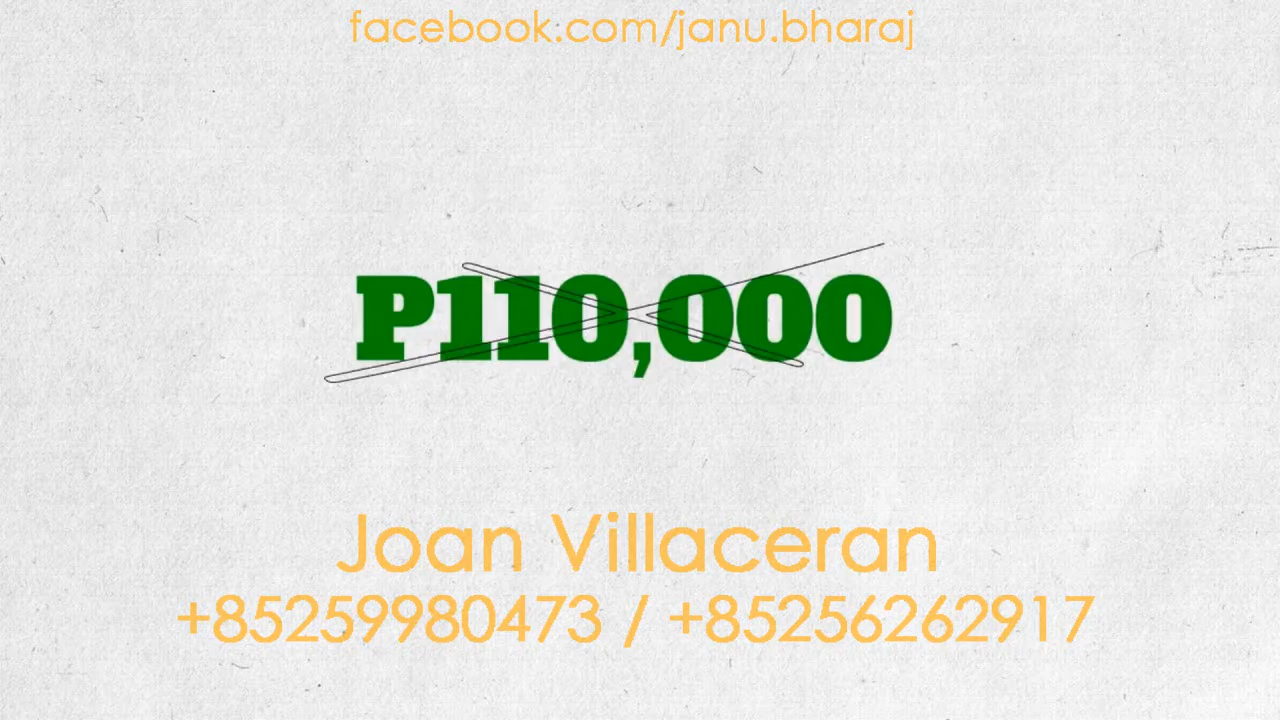 facebook.com/janu.bharaj
P110,000
Joan Villaceran
+85259980473 / +85256262917